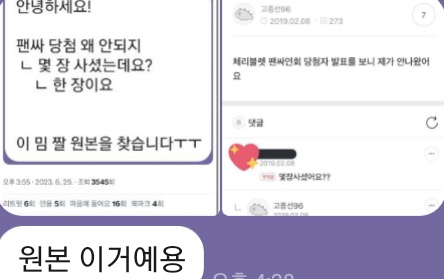 안녕하세요!
팬싸 당첨 왜 안되지
ㄴ 몇 장 사셨는데요?
ㄴ 한 장이요
이 밈 짤 원본을 찾습니다ㅜㅜ
오후 3:55 · 2023. 6. 29. · 조회 3545회
리트윗 6회 인용 5회 마음에 들어요 16회 북마크 4회
고흥선96
2019.02.08 273
7
체리블렛 팬싸인회 당첨자 발표를 보니 제가 안나왔어
요
댓글
2019.02.08
몇장사셨어요??
ㄴ 고흥선96
2019.02.08
원본 이거예용